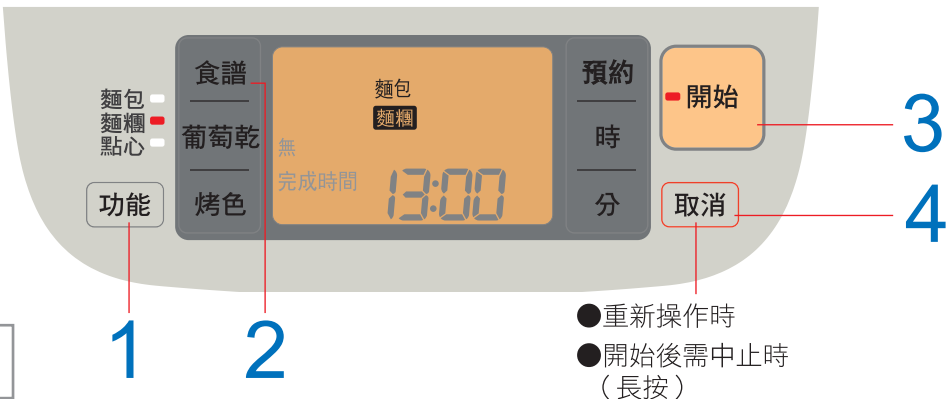 麵包
麵糰
點心
功能
食譜
葡萄乾
烤色
麵包
麵糰
無
完成時間 13:00
預約
時
分
開始
取消
1
2
3
4
●重新操作時
●開始後需中止時
(長按)